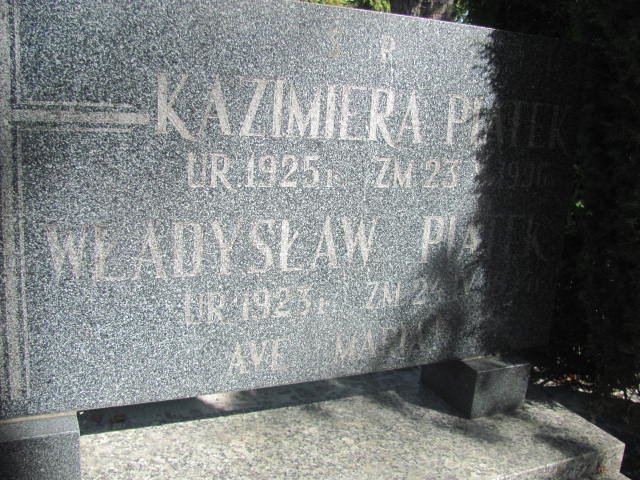 Ś R
KAZIMIERA PIĄTEK
UR. 1925 r ZM 23
WŁADYSŁAW PIĄTEK
UR. 1923 r ZM
AVE MARIA